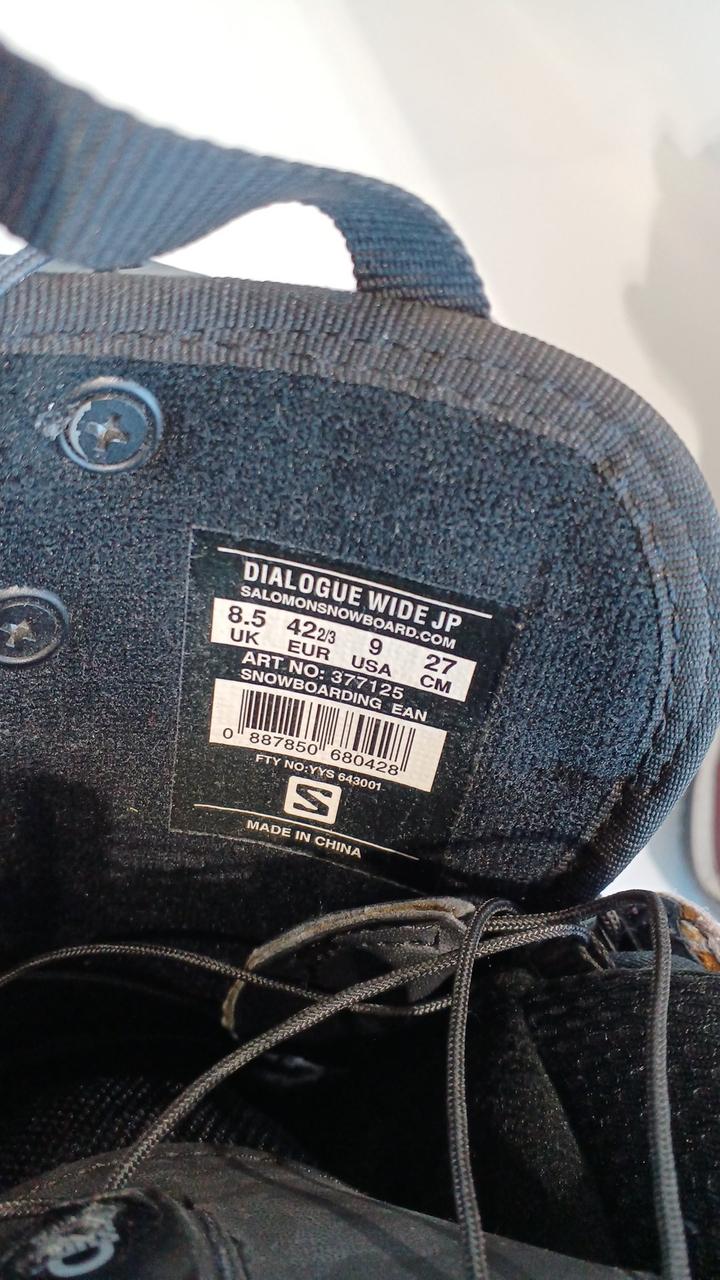 DIALOGUE WIDE JP
SALOMONSNOWBOARD.COM
8.5 42 2/3 9 27
UK EUR USA CM
ART NO: 377125
SNOWBOARDING EAN
0 887850 680428
FTY NO:YYS 643001
S
MADE IN CHINA